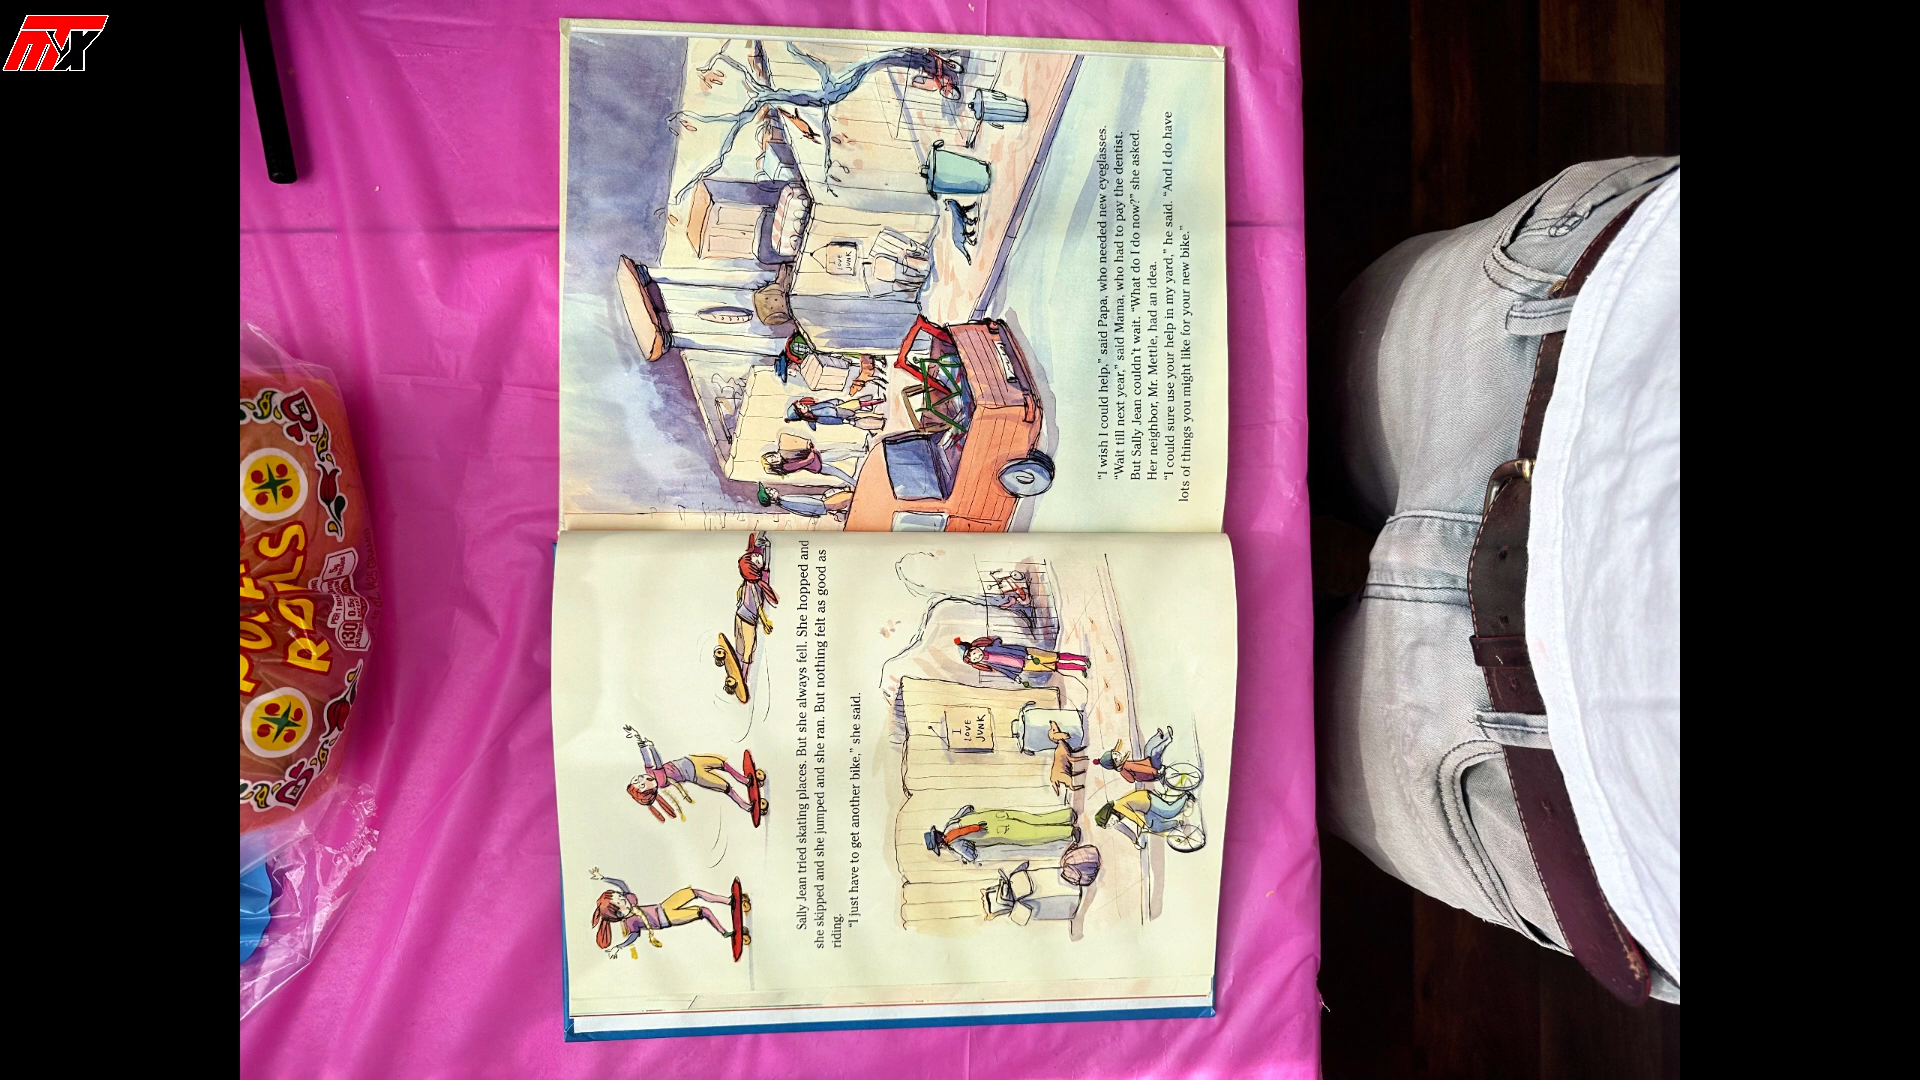 Sally Jean tried skating places. But she always fell. She hopped and
she skipped and she jumped and she ran. But nothing felt as good as
riding.
"I just have to get another bike," she said.
I
LOVE
JUNK
"I wish I could help," said Papa, who needed new eyeglasses.
"Wait till next year," said Mama, who had to pay the dentist.
But Sally Jean couldn't wait. "What do I do now?" she asked.
Her neighbor, Mr. Mettle, had an idea.
"I could sure use your help in my yard," he said. "And I do have
lots of things you might like for your new bike."
I
LOVE
JUNK
ROLLS
130
0.5g
MYX